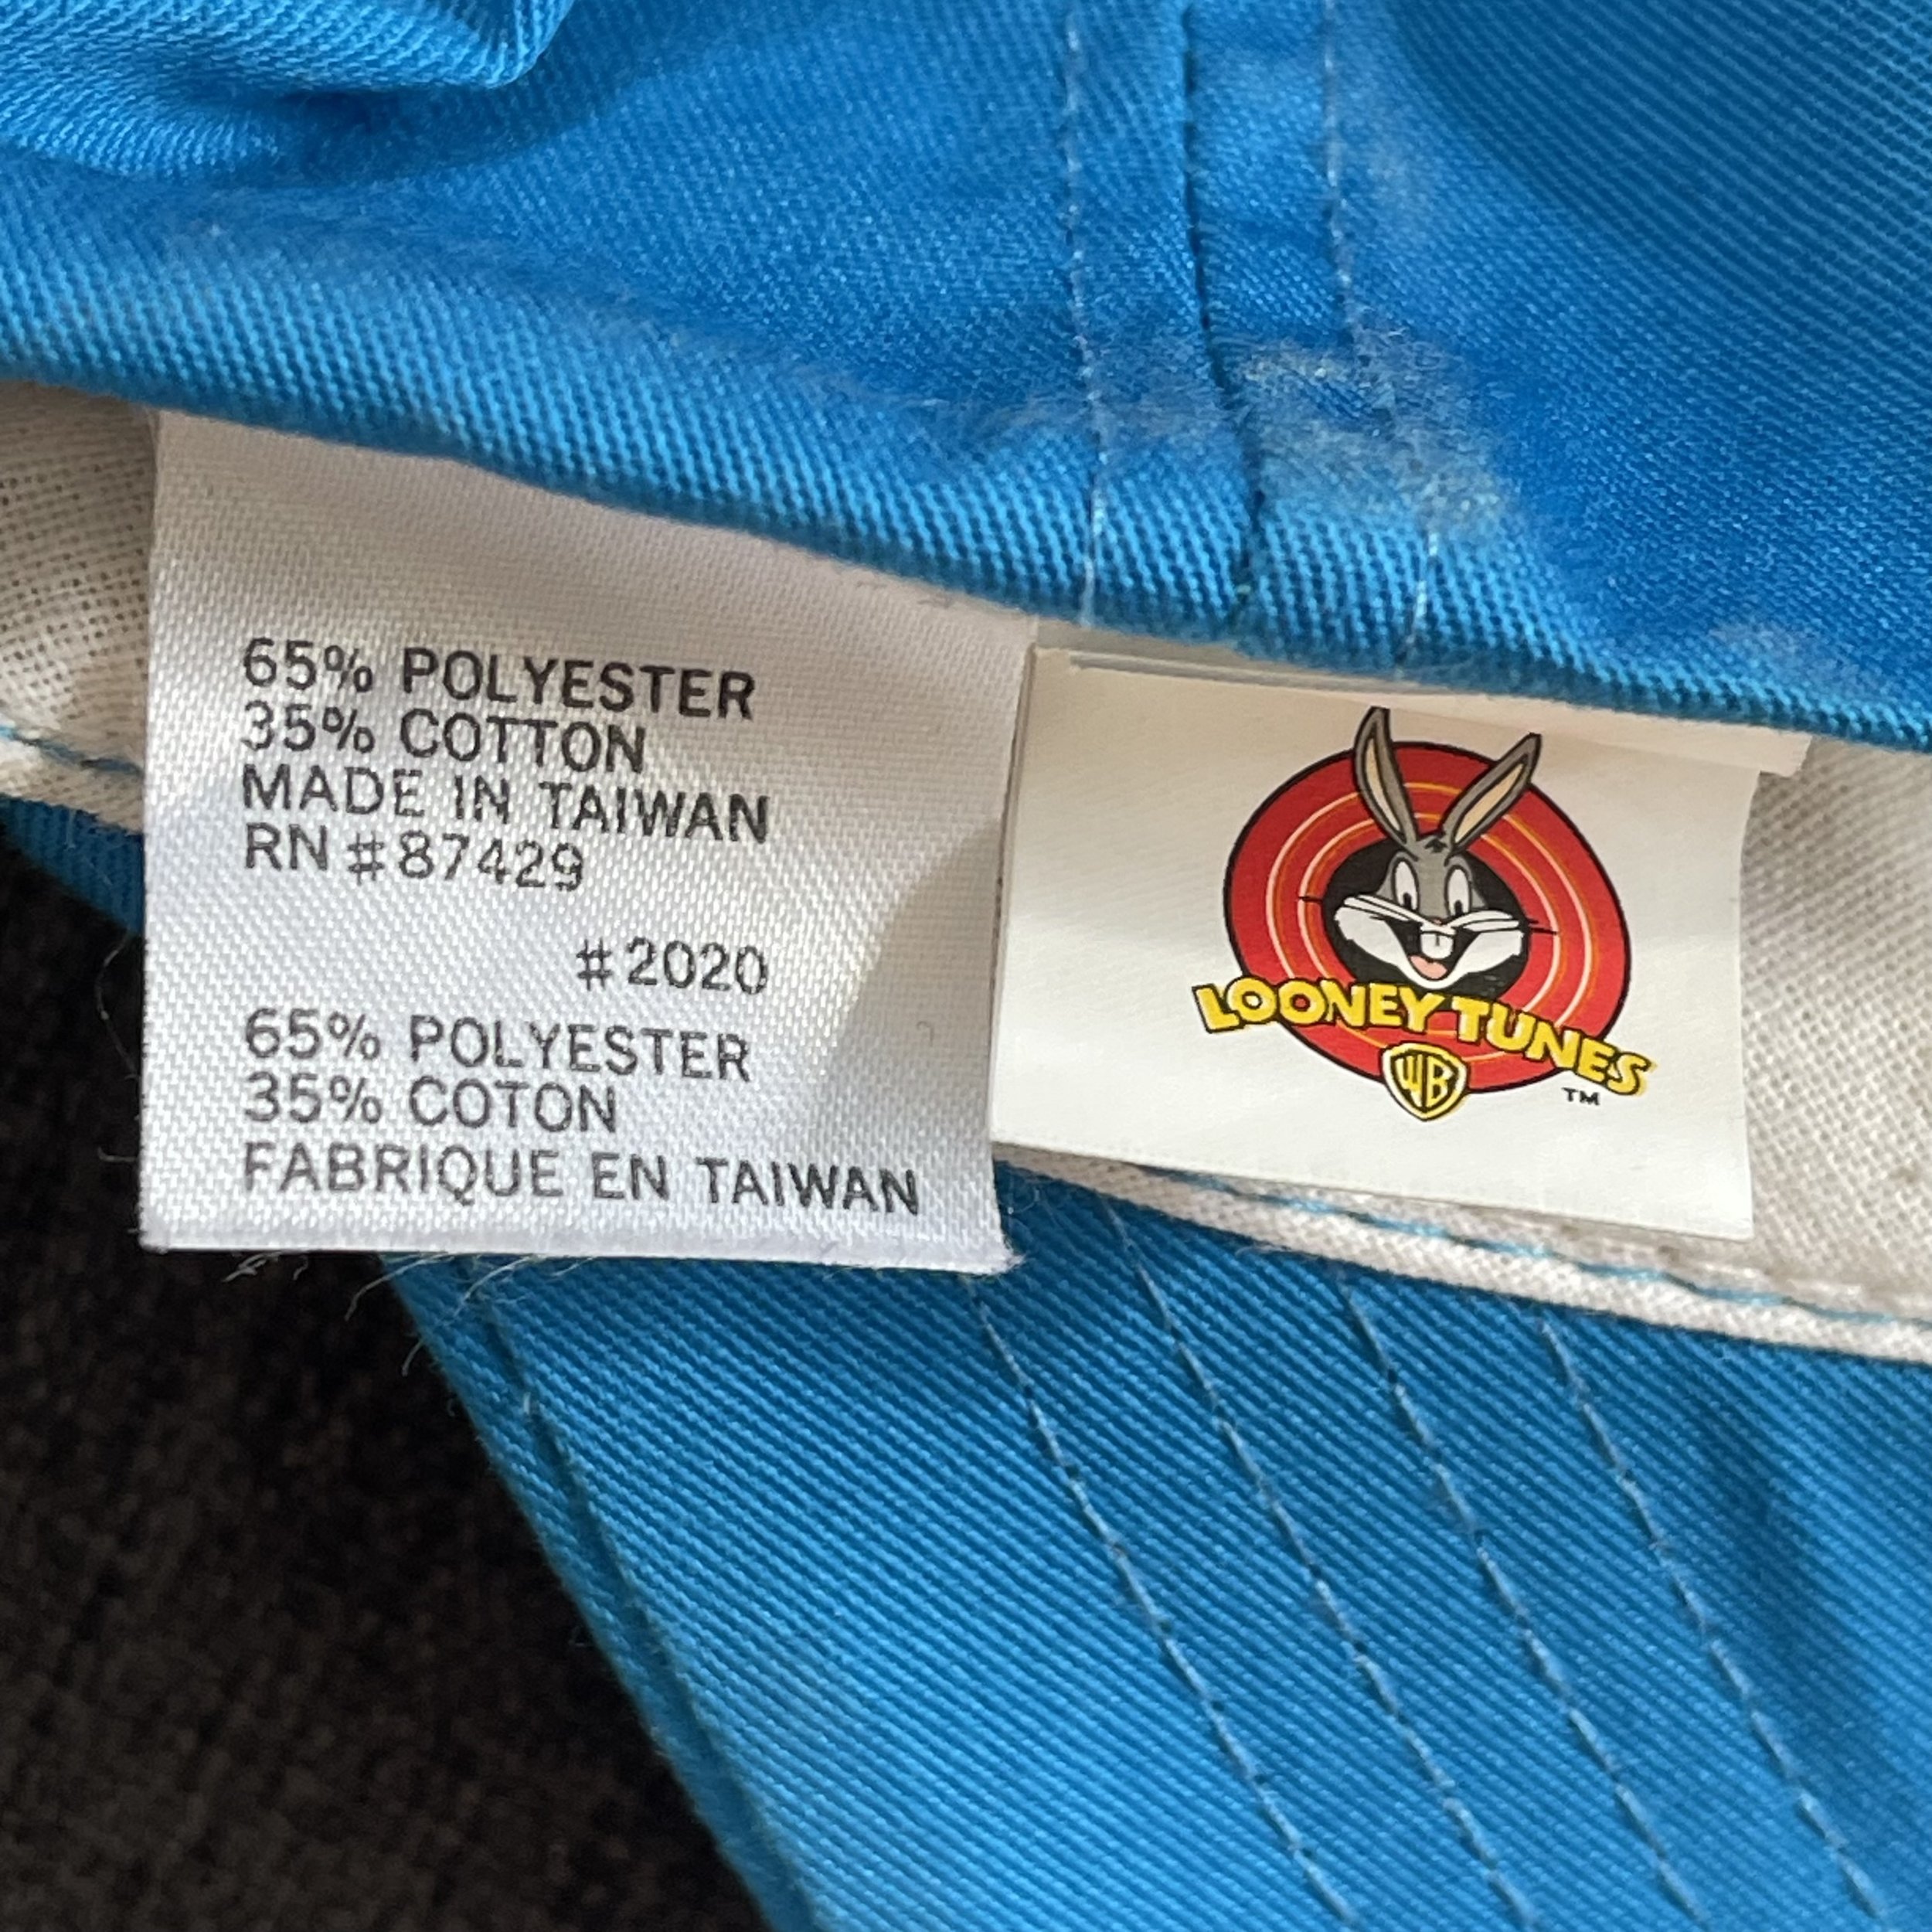 65% POLYESTER
35% COTTON
MADE IN TAIWAN
RN #87429
#2020
65% POLYESTER
35% COTON
FABRIQUE EN TAIWAN
LOONEY TUNES
WB
TM